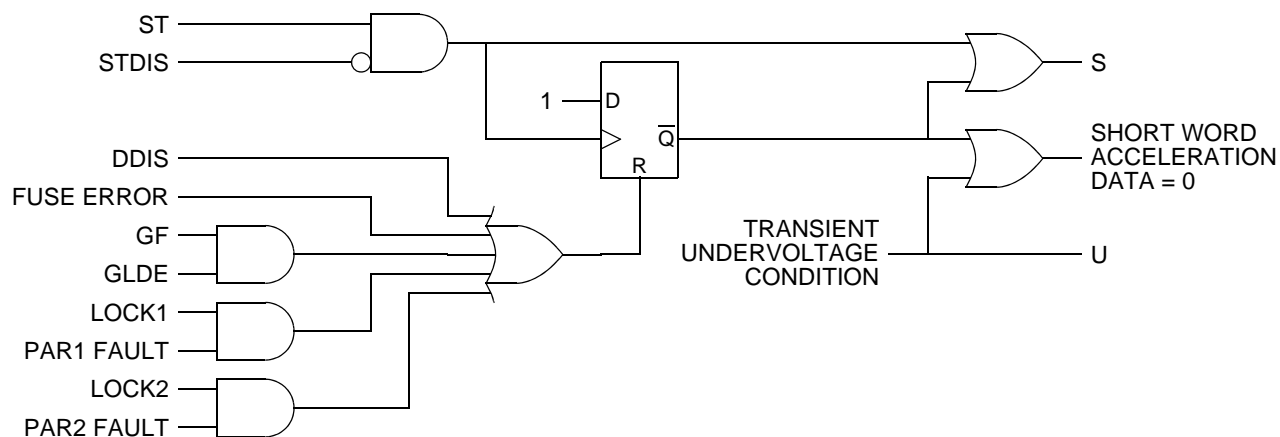 ST
STDIS
1
D
Q
R
S
SHORT WORD
ACCELERATION
DATA = 0
DDIS
FUSE ERROR
GF
GLDE
LOCK1
PAR1 FAULT
LOCK2
PAR2 FAULT
TRANSIENT
UNDERVOLTAGE
CONDITION
U